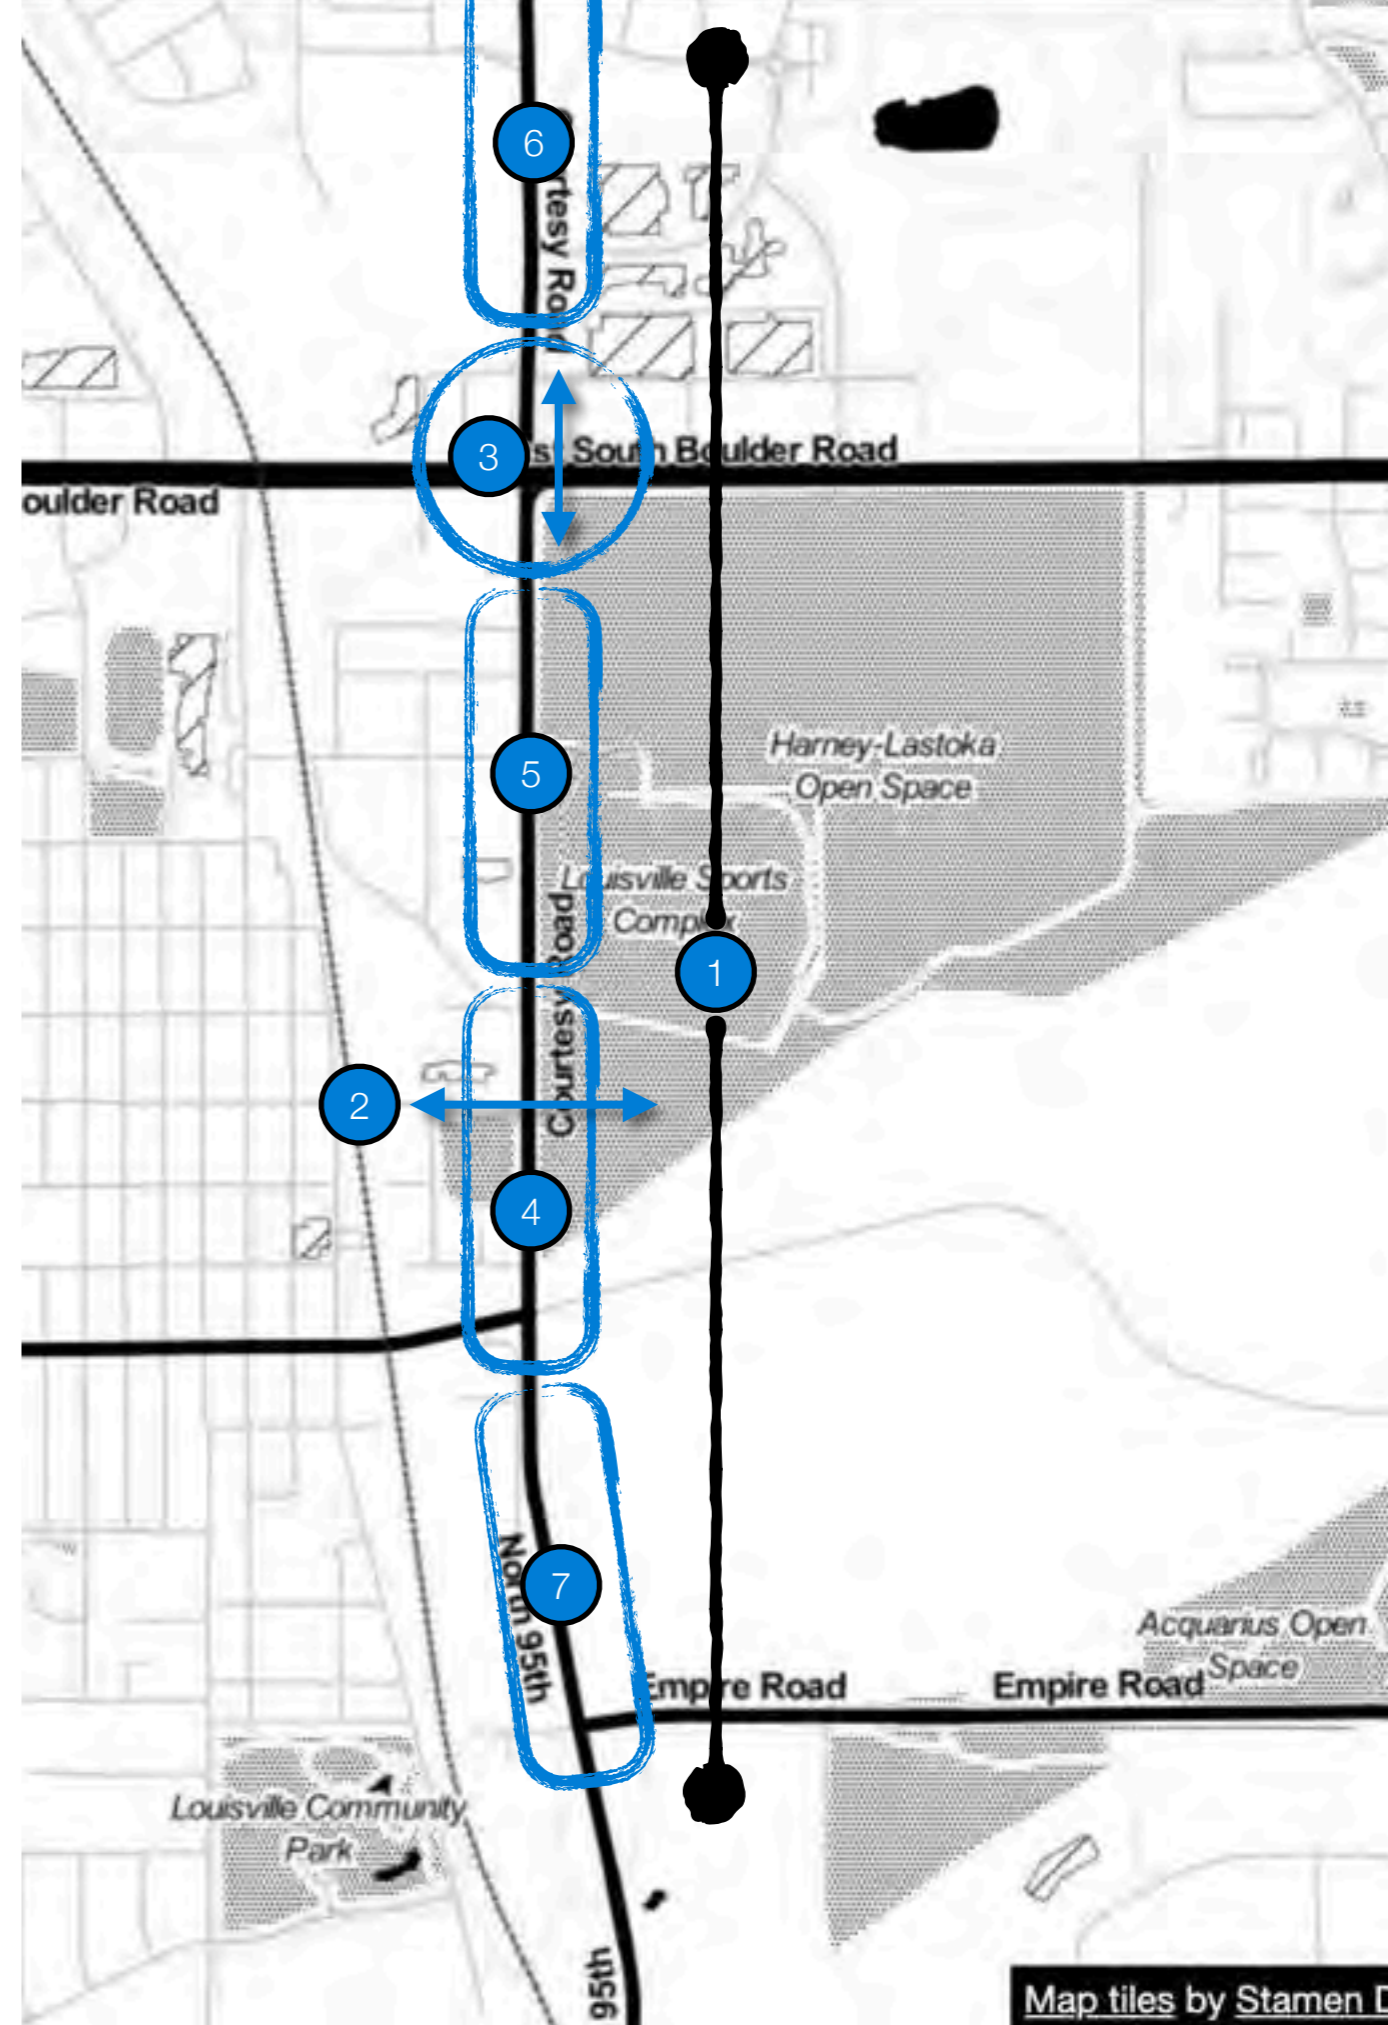 6
rtesy Road
3
South Boulder Road
oulder Road
5
Harney-Lastoka
Open Space
Louisville Sports
Complex
Courtesy Road
1
2
4
North 95th
7
Acquarius Open
Space
Empire Road
Empire Road
Louisville Community
Park
95th
Map tiles by Stamen D